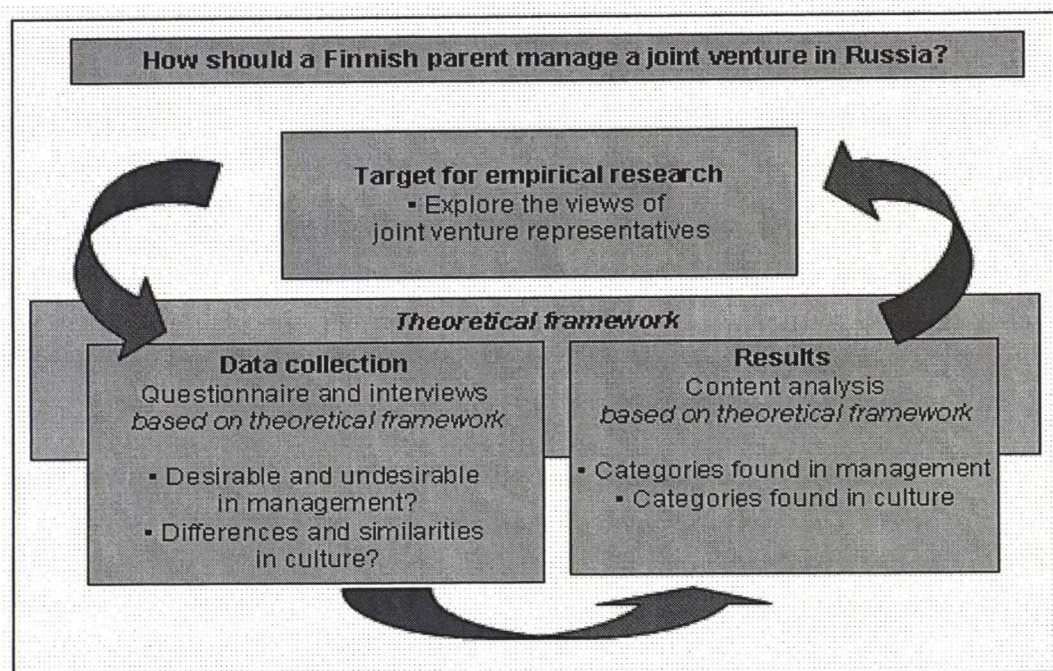 How should a Finnish parent manage a joint venture in Russia?
Target for empirical research
▪ Explore the views of
joint venture representatives
Theoretical framework
Data collection
Questionnaire and interviews
based on theoretical framework
▪ Desirable and undesirable
in management?
▪ Differences and similarities
in culture?
Results
Content analysis
based on theoretical framework
▪ Categories found in management
▪ Categories found in culture